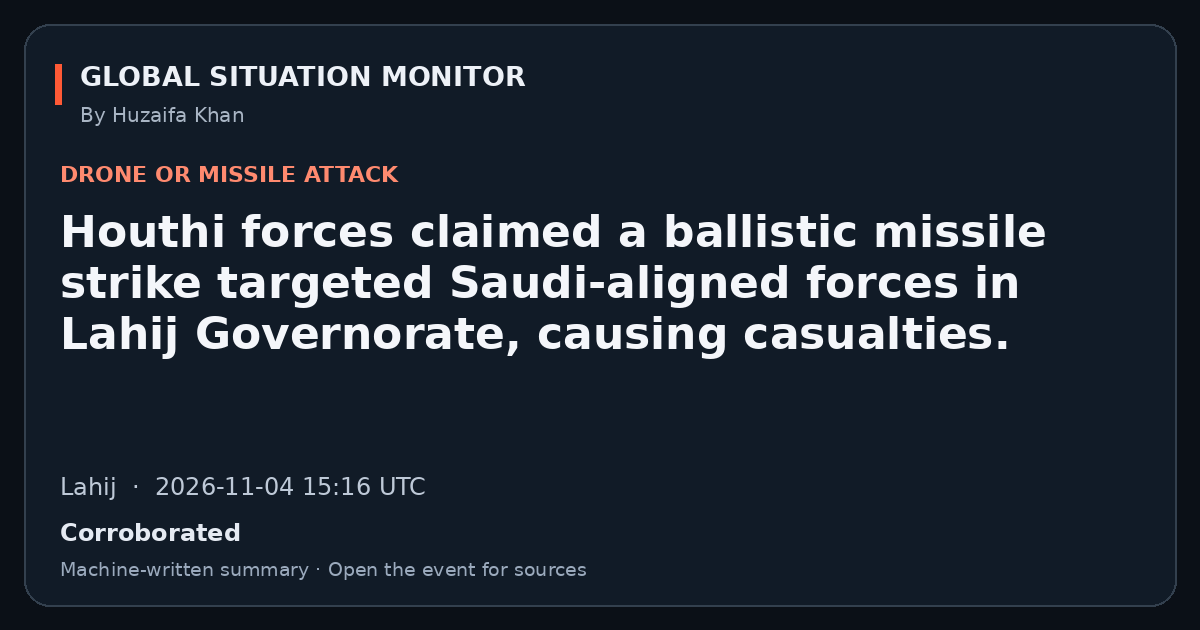 GLOBAL SITUATION MONITOR
By Huzaifa Khan
DRONE OR MISSILE ATTACK
Houthi forces claimed a ballistic missile
strike targeted Saudi-aligned forces in
Lahij Governorate, causing casualties.
Lahij · 2026-11-04 15:16 UTC
Corroborated
Machine-written summary · Open the event for sources